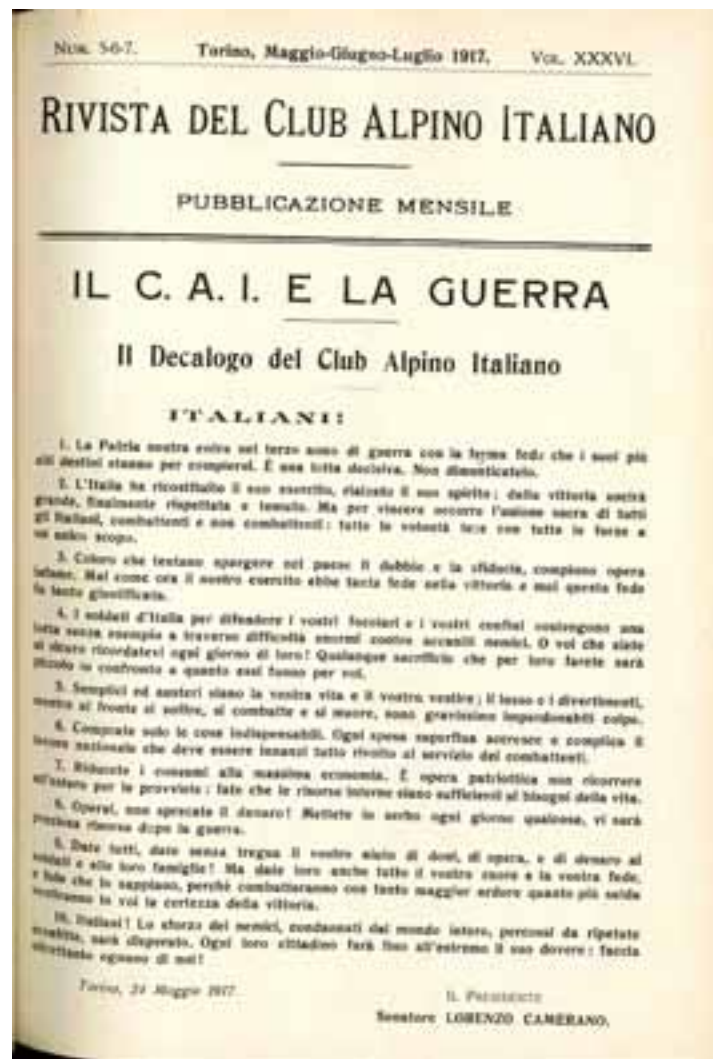 NUM. 5-6-7. Torino, Maggio-Giugno-Luglio 1917. VOL. XXXVI.
RIVISTA DEL CLUB ALPINO ITALIANO
PUBBLICAZIONE MENSILE
IL C. A. I. E LA GUERRA
Il Decalogo del Club Alpino Italiano
ITALIANI!
1. La Patria nostra entra nel terzo anno di guerra con la ferma fede che i suoi più
alti destini stanno per compiersi. È una lotta decisiva. Non dimenticatelo.
2. L'Italia ha ricostituito il suo esercito, rialzato il suo spirito; dalla vittoria uscirà
grande, finalmente rispettata e temuta. Ma per vincere occorre l'unione sacra di tutti
gli Italiani, combattenti e non combattenti: tutte le volontà tese con tutte le forze a
un unico scopo.
3. Coloro che tentano spargere nel paese il dubbio e la sfiducia, compiono opera
infame. Mai come ora il nostro esercito ebbe tanta fede nella vittoria e mai questa fede
fu tanto giustificata.
4. I soldati d'Italia per difendere i vostri focolari e i vostri confini sostengono una
lotta senza esempio a traverso difficoltà enormi contro accaniti nemici. O voi che siete
al sicuro ricordatevi ogni giorno di loro! Qualunque sacrificio che per loro farete sarà
piccolo in confronto a quanto essi fanno per voi.
5. Semplici ed austeri siano la vostra vita e il vostro vestire; il lusso e i divertimenti,
mentre al fronte si soffre, si combatte e si muore, sono gravissime imperdonabili colpe.
6. Comprate solo le cose indispensabili. Ogni spesa superflua accresce e complica il
lavoro nazionale che deve essere innanzi tutto rivolto al servizio dei combattenti.
7. Riducete i consumi alla massima economia. È opera patriottica non ricorrere
all'estero per le provviste: fate che le risorse interne siano sufficienti ai bisogni della vita.
8. Operai, non sprecate il denaro! Mettete in serbo ogni giorno qualcosa, vi sarà
preziosa risorsa dopo la guerra.
9. Date tutti, date senza tregua il vostro aiuto di doni, di opera, e di denaro ai
soldati e alle loro famiglie! Ma date loro anche tutto il vostro cuore e la vostra fede,
e fate che lo sappiano, perchè combatteranno con tanto maggior ardore quanto più salda
sentiranno in voi la certezza della vittoria.
10. Italiani! Lo sforzo dei nemici, condannati dal mondo intero, percossi da ripetute
sconfitte, sarà disperato. Ogni loro cittadino farà fino all'estremo il suo dovere: faccia
altrettanto ognuno di noi!
Torino, 24 Maggio 1917.
IL PRESIDENTE
Senatore LORENZO CAMERANO.